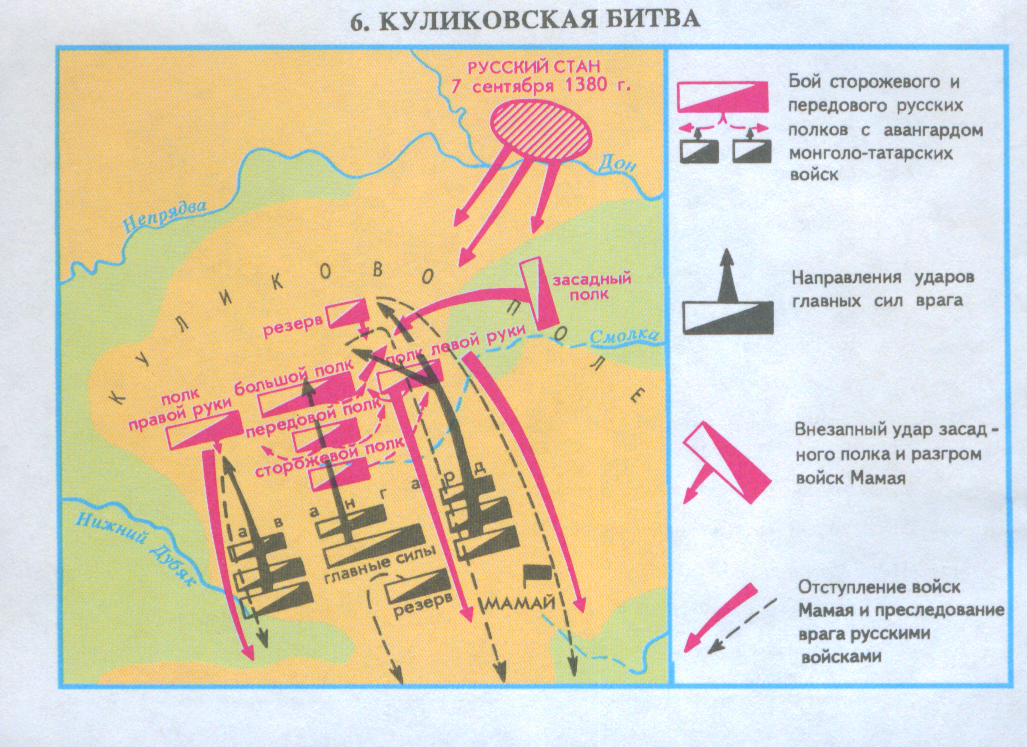 6. КУЛИКОВСКАЯ БИТВА
РУССКИЙ СТАН
7 сентября 1380 г.
Дон
Непрядва
КУЛИКОВО ПОЛЕ
засадный
полк
резерв
Смолка
полк левой руки
большой полк
полк
правой руки
передовой полк
сторожевой полк
авангард
Нижний Дубяк
главные силы
резерв
МАМАЙ
Бой сторожевого и
передового русских
полков с авангардом
монголо-татарских
войск
Направления ударов
главных сил врага
Внезапный удар засад-
ного полка и разгром
войск Мамая
Отступление войск
Мамая и преследование
врага русскими
войсками